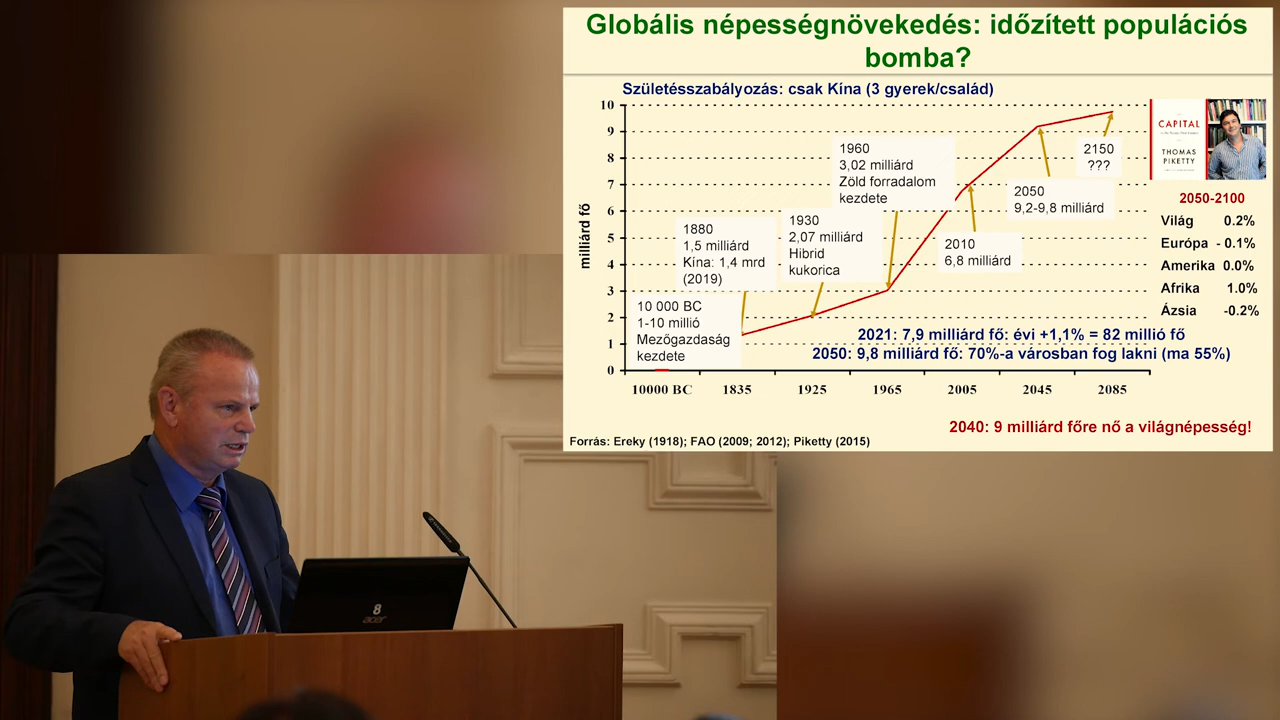 Globális népességnövekedés: időzített populációs
bomba?
Születésszabályozás: csak Kína (3 gyerek/család)
milliárd fő
10
9
8
7
6
5
4
3
2
1
0
10000 BC
1835
1925
1965
2005
2045
2085
10 000 BC
1-10 millió
Mezőgazdaság
kezdete
1880
1,5 milliárd
Kína: 1,4 mrd
(2019)
1930
2,07 milliárd
Hibrid
kukorica
1960
3,02 milliárd
Zöld forradalom
kezdete
2010
6,8 milliárd
2050
9,2-9,8 milliárd
2150
???
CAPITAL
THOMAS
PIKETTY
2050-2100
Világ 0.2%
Európa - 0.1%
Amerika 0.0%
Afrika 1.0%
Ázsia -0.2%
2021: 7,9 milliárd fő: évi +1,1% = 82 millió fő
2050: 9,8 milliárd fő: 70%-a városban fog lakni (ma 55%)
2040: 9 milliárd főre nő a világnépesség!
Forrás: Ereky (1918); FAO (2009; 2012); Piketty (2015)
8
acer